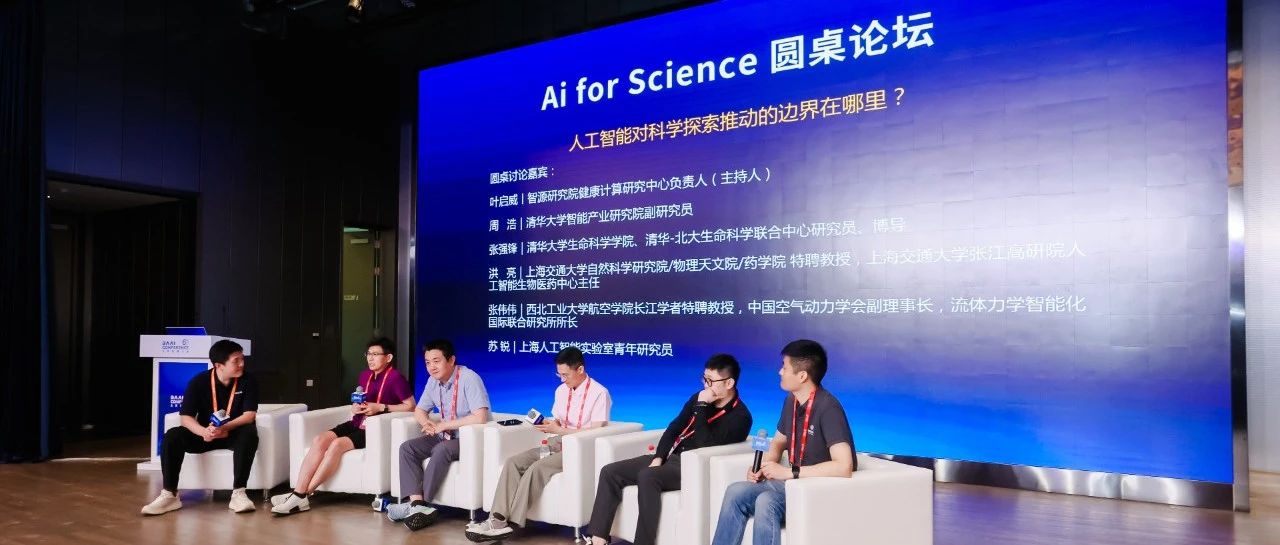 Ai for Science 圆桌论坛
人工智能对科学探索推动的边界在哪里？
圆桌讨论嘉宾：
叶启威 | 智源研究院健康计算研究中心负责人（主持人）
周 浩 | 清华大学智能产业研究院副研究员
张强锋 | 清华大学生命科学学院、清华-北大生命科学联合中心研究员、博导
洪 亮 | 上海交通大学自然科学研究院/物理天文院/药学院 特聘教授，上海交通大学张江高研院人
工智能生物医药中心主任
张伟伟 | 西北工业大学航空学院长江学者特聘教授，中国空气动力学会副理事长，流体力学智能化
国际联合研究所所长
苏 锐 | 上海人工智能实验室青年研究员
BAAI
CONFERENCE
BAAI
CONFERENCE